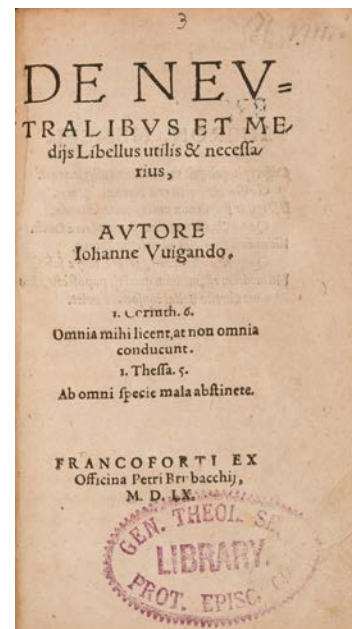 3
DE NEV=
TRALIBVS ET ME/
dijs Libellus utilis & necessa/
rius,
AVTORE
Iohanne Vuigando.
1. Corinth. 6.
Omnia mihi licent, at non omnia
conducunt.
1. Thessa. 5.
Ab omni specie mala abstinete.
FRANCOFORTI EX
Officina Petri Brubacchij,
M. D. LX.
GEN. THEOL. SE
LIBRARY.
PROT. EPISC.